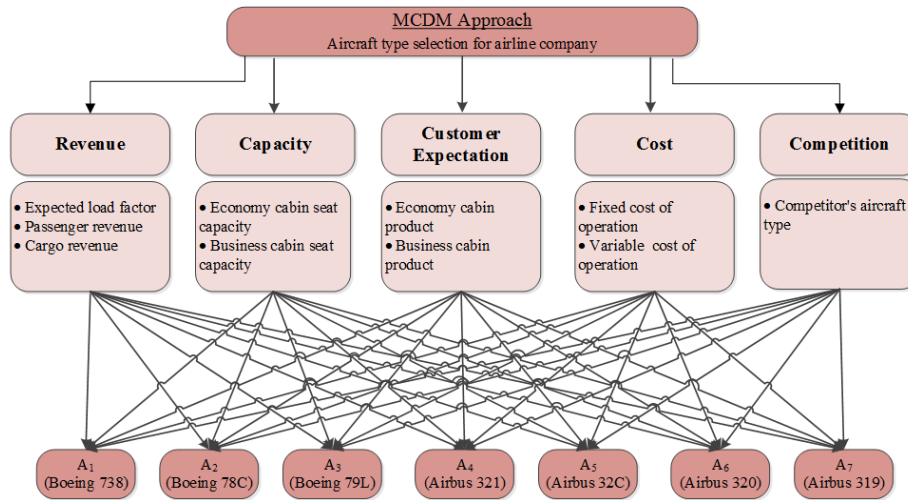 MCDM Approach
Aircraft type selection for airline company
Revenue
Capacity
Customer
Expectation
Cost
Competition
● Expected load factor
● Passenger revenue
● Cargo revenue
● Economy cabin seat
capacity
● Business cabin seat
capacity
● Economy cabin
product
● Business cabin
product
● Fixed cost of
operation
● Variable cost of
operation
● Competitor's aircraft
type
A₁
(Boeing 738)
A₂
(Boeing 78C)
A₃
(Boeing 79L)
A₄
(Airbus 321)
A₅
(Airbus 32C)
A₆
(Airbus 320)
A₇
(Airbus 319)